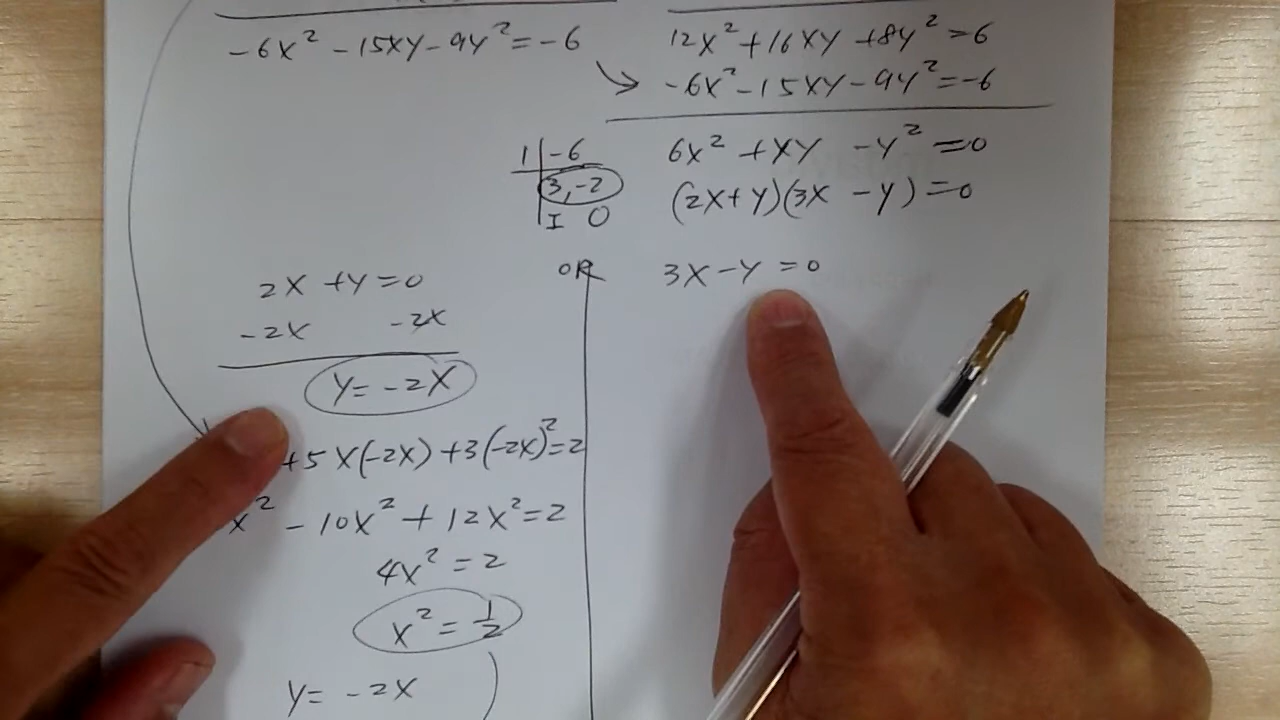 -6x² -15xy -9y² = -6
12x² + 16xy + 8y² = 6
-6x² - 15xy - 9y² = -6
6x² + xy - y² = 0
1 | -6
3, -2
(2x+y)(3x - y) = 0
I 0
OR
3x - y = 0
2x + y = 0
-2x -2x
y = -2x
+5x(-2x) + 3(-2x)² = 2
x² - 10x² + 12x² = 2
4x² = 2
x² = 1/2
y = -2x